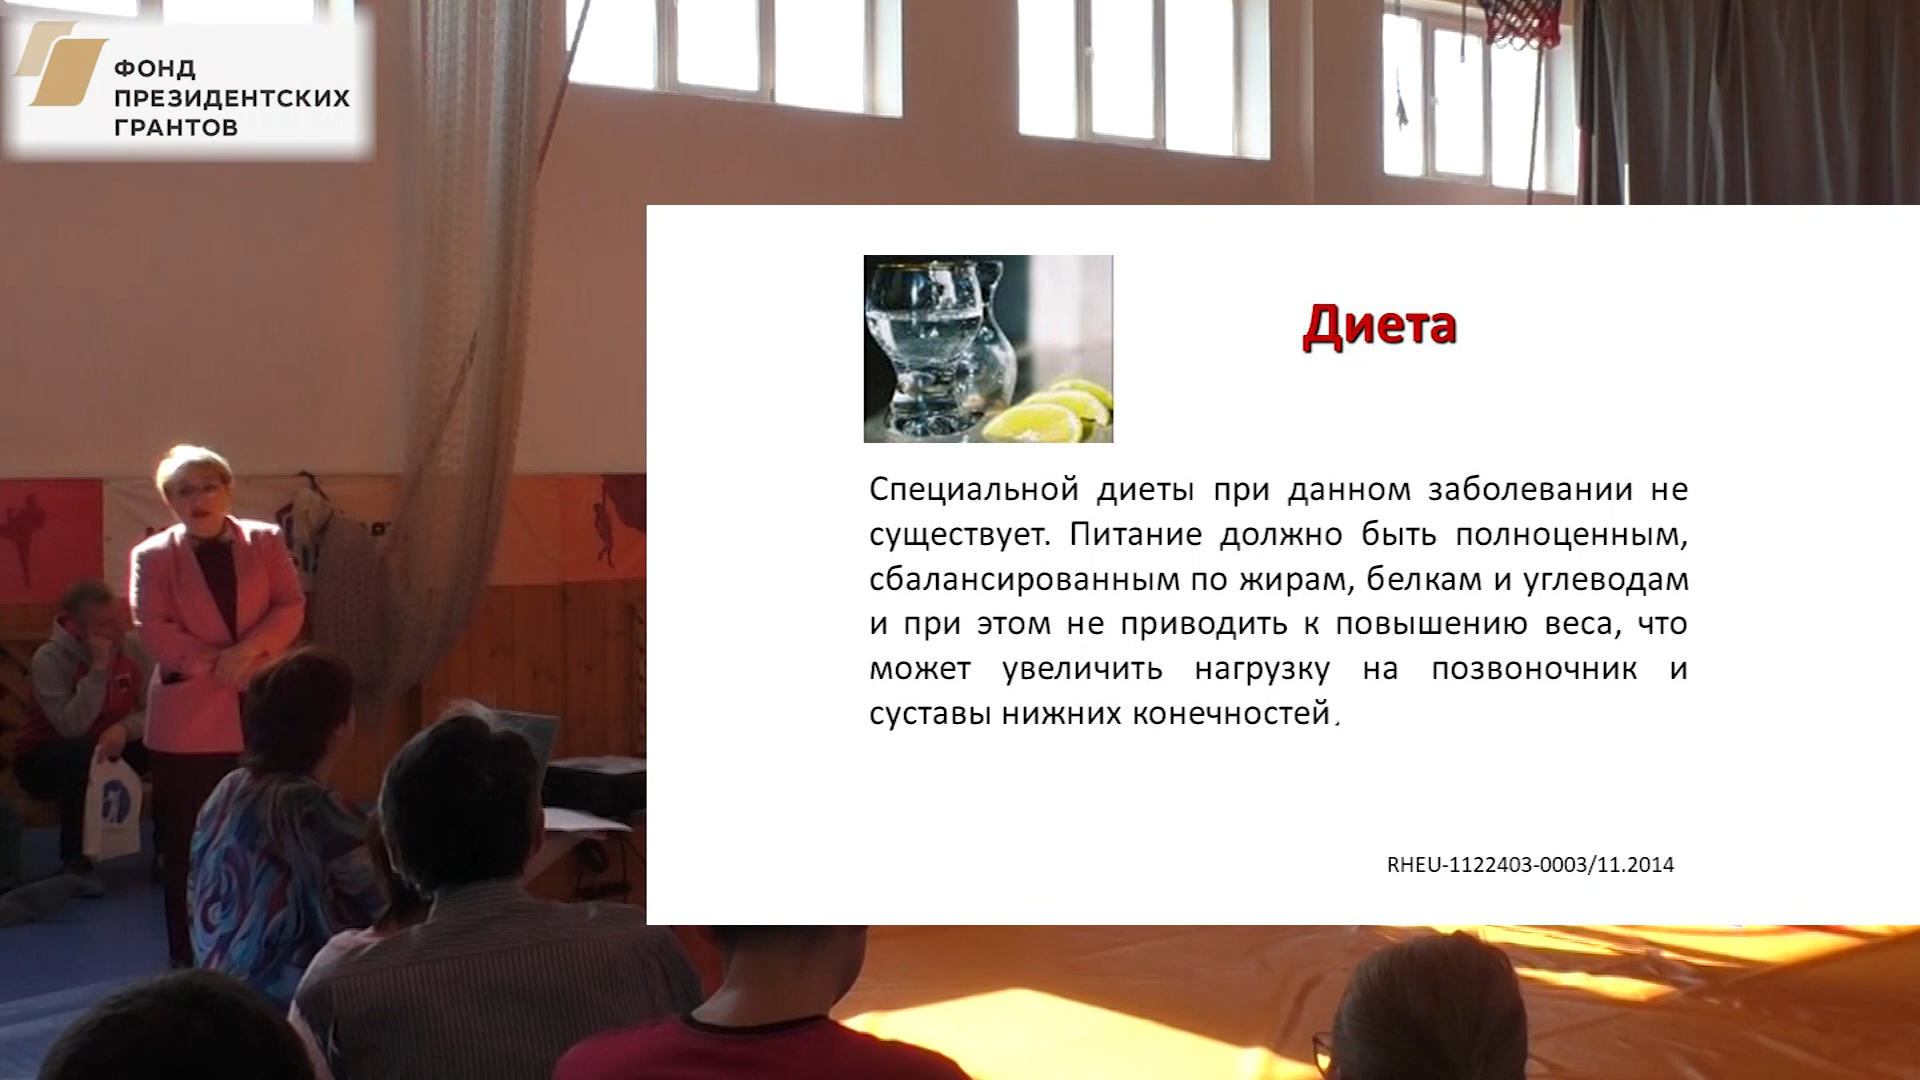 ФОНД
ПРЕЗИДЕНТСКИХ
ГРАНТОВ
Диета
Специальной диеты при данном заболевании не
существует. Питание должно быть полноценным,
сбалансированным по жирам, белкам и углеводам
и при этом не приводить к повышению веса, что
может увеличить нагрузку на позвоночник и
суставы нижних конечностей.
RHEU-1122403-0003/11.2014